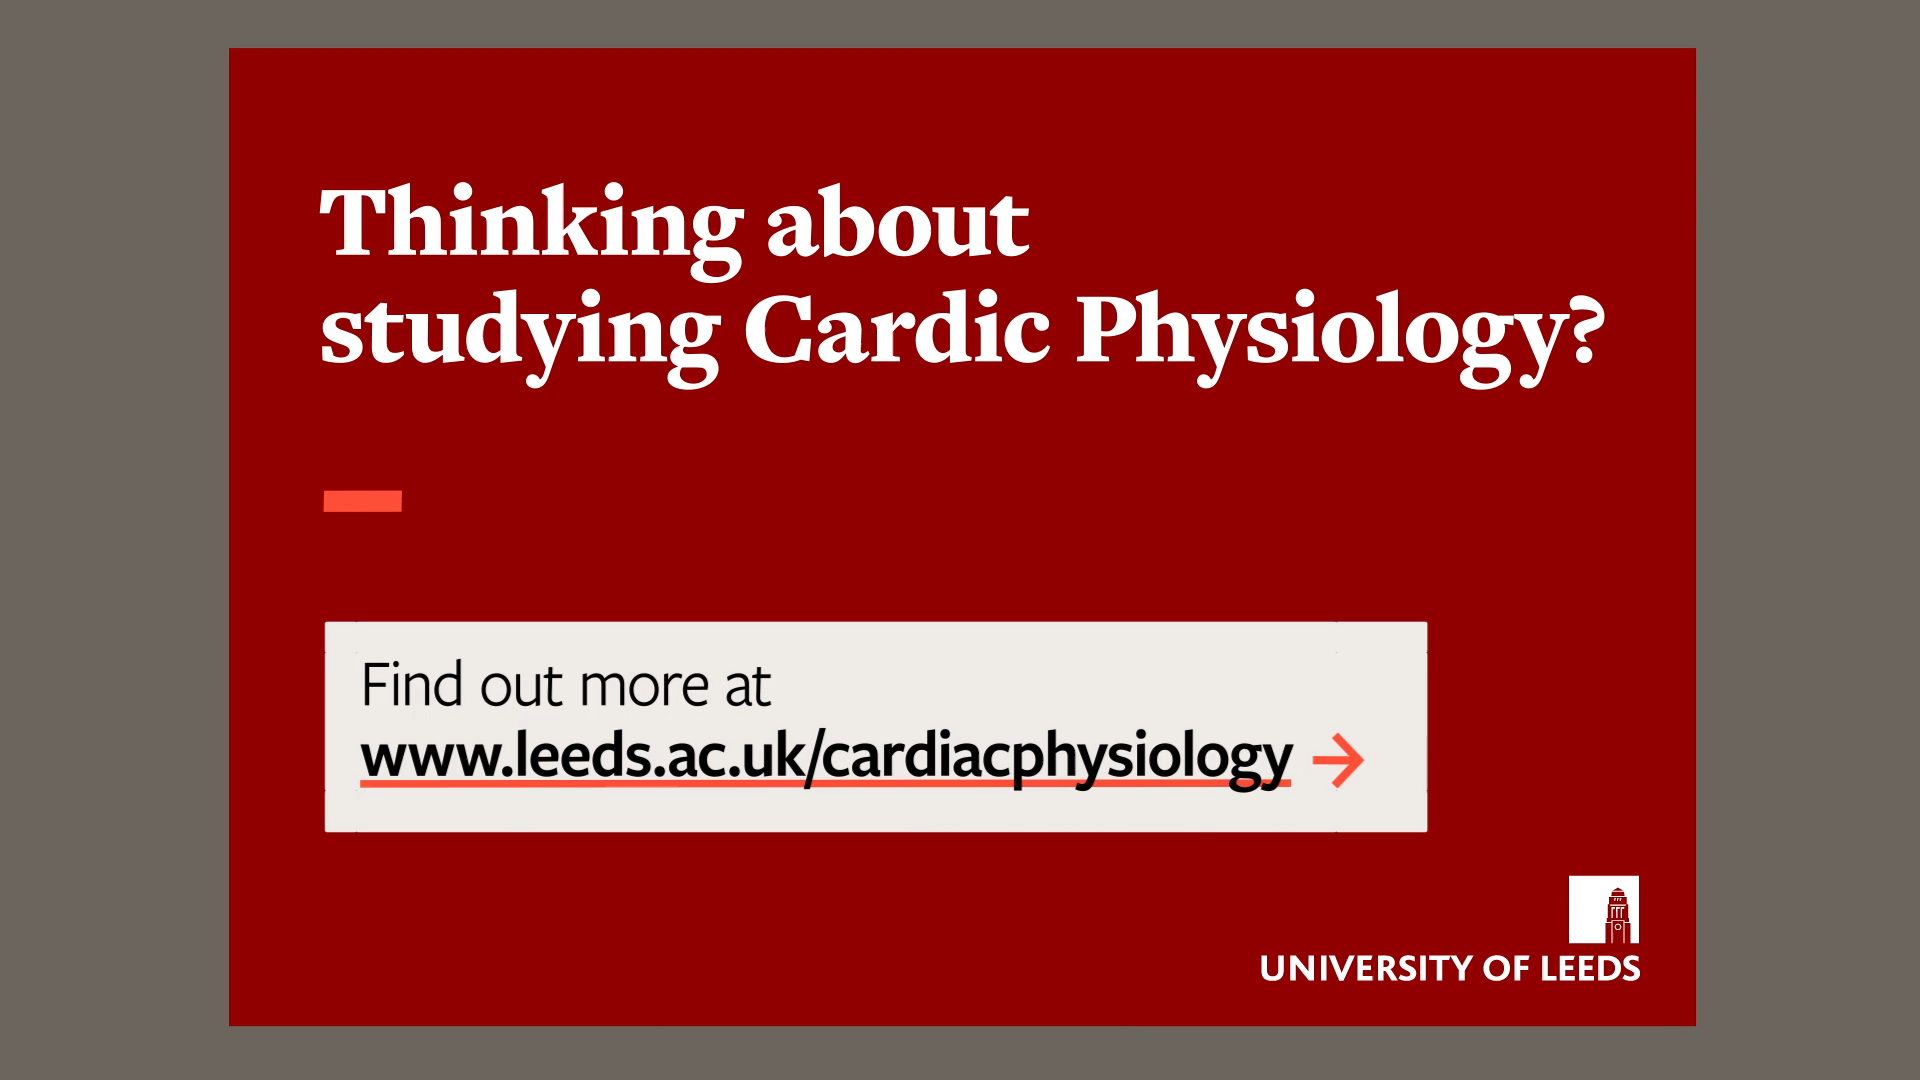 Thinking about
studying Cardic Physiology?
Find out more at
www.leeds.ac.uk/cardiacphysiology
UNIVERSITY OF LEEDS